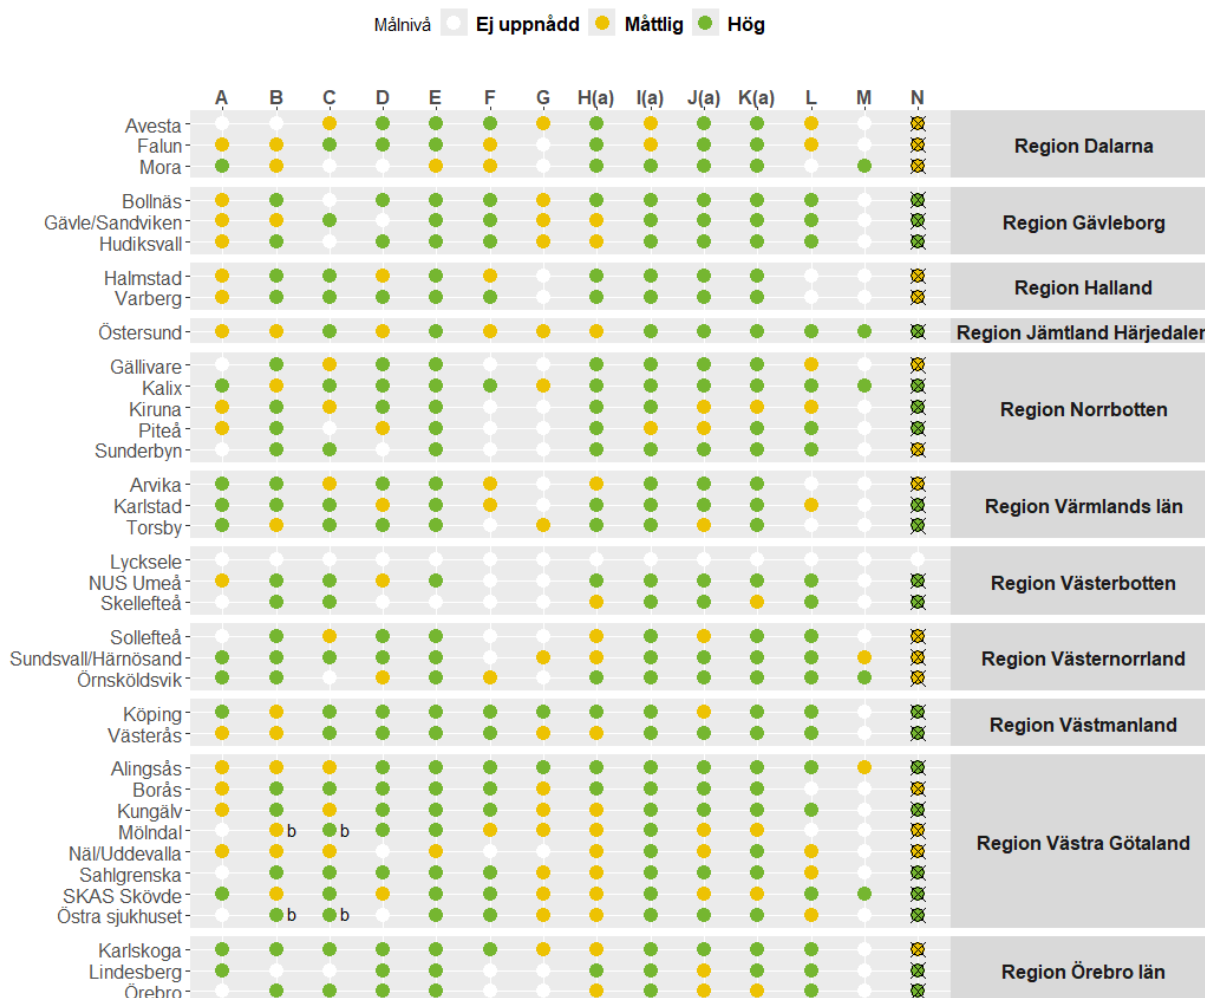 Målnivå Ej uppnådd Måttlig Hög
A B C D E F G H(a) I(a) J(a) K(a) L M N
Avesta
Falun
Mora
Region Dalarna
Bollnäs
Gävle/Sandviken
Hudiksvall
Region Gävleborg
Halmstad
Varberg
Region Halland
Östersund
Region Jämtland Härjedalen
Gällivare
Kalix
Kiruna
Piteå
Sunderbyn
Region Norrbotten
Arvika
Karlstad
Torsby
Region Värmlands län
Lycksele
NUS Umeå
Skellefteå
Region Västerbotten
Sollefteå
Sundsvall/Härnösand
Örnsköldsvik
Region Västernorrland
Köping
Västerås
Region Västmanland
Alingsås
Borås
Kungälv
Mölndal b b
Näl/Uddevalla
Sahlgrenska
SKAS Skövde
Östra sjukhuset b b
Region Västra Götaland
Karlskoga
Lindesberg
Örebro
Region Örebro län